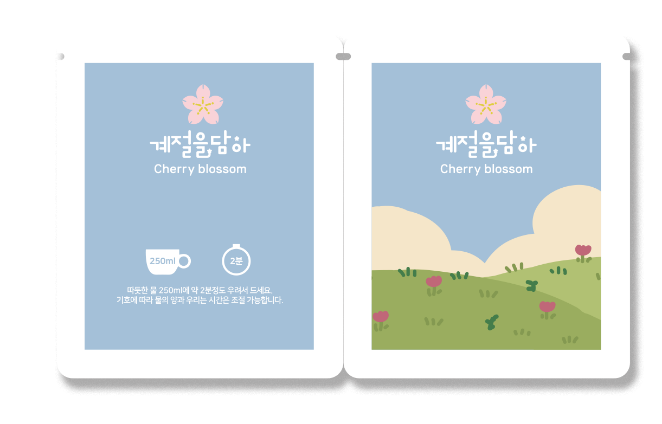 계절을담아
Cherry blossom
250ml
2분
따뜻한 물 250ml에 약 2분정도 우려서 드세요.
기호에 따라 물의 양과 우리는 시간은 조절 가능합니다.
계절을담아
Cherry blossom